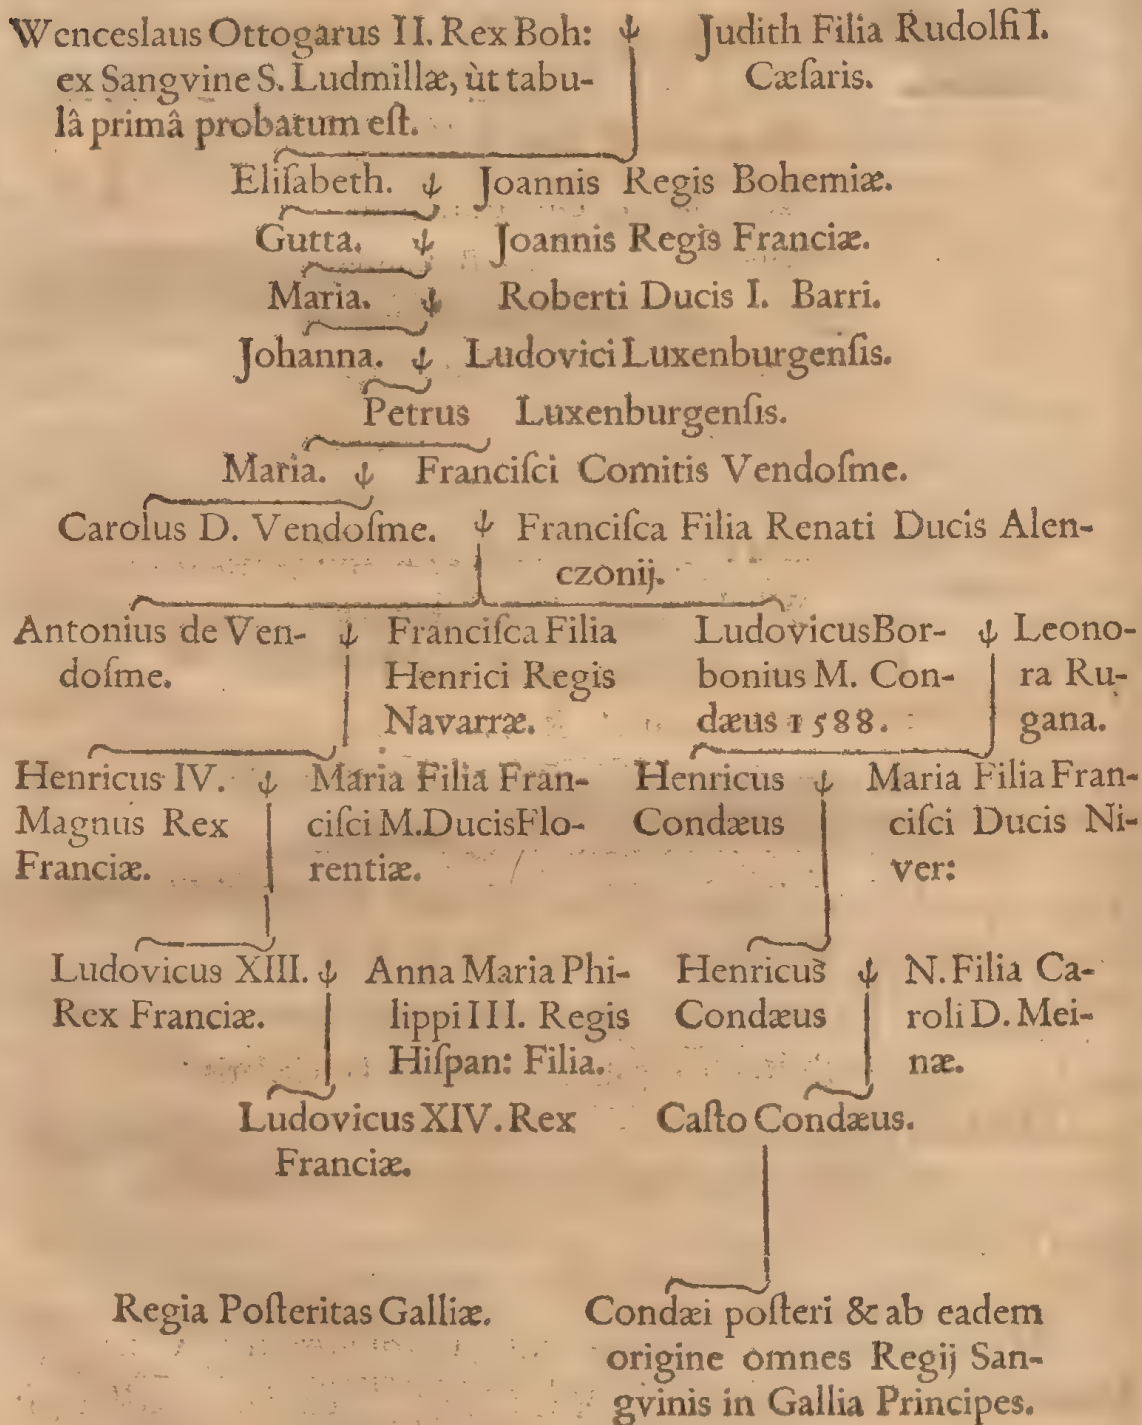 Wenceslaus Ottogarus II. Rex Boh: ⚶ Judith Filia Rudolfi I.
ex Sangvine S. Ludmillæ, ùt tabu- Cæſaris.
lâ primâ probatum eſt.
Eliſabeth. ⚶ Joannis Regis Bohemiæ.
Gutta. ⚶ Joannis Regis Franciæ.
Maria. ⚶ Roberti Ducis I. Barri.
Johanna. ⚶ Ludovici Luxenburgenſis.
Petrus Luxenburgenſis.
Maria. ⚶ Franciſci Comitis Vendoſme.
Carolus D. Vendoſme. ⚶ Franciſca Filia Renati Ducis Alen-
czonij.
Antonius de Ven- ⚶ Franciſca Filia
doſme. Henrici Regis
Navarræ.
Ludovicus Bor- ⚶ Leono-
bonius M. Con- ra Ru-
dæus 1588. gana.
Henricus IV. ⚶ Maria Filia Fran-
Magnus Rex ciſci M. Ducis Flo-
Franciæ. rentiæ.
Henricus ⚶ Maria Filia Fran-
Condæus ciſci Ducis Ni-
ver:
Ludovicus XIII. ⚶ Anna Maria Phi-
Rex Franciæ. lippi III. Regis
Hiſpan: Filia.
Henricus ⚶ N. Filia Ca-
Condæus roli D. Mei-
næ.
Ludovicus XIV. Rex
Franciæ.
Caſto Condæus.
Regia Poſteritas Galliæ.
Condæi poſteri & ab eadem
origine omnes Regij San-
gvinis in Gallia Principes.